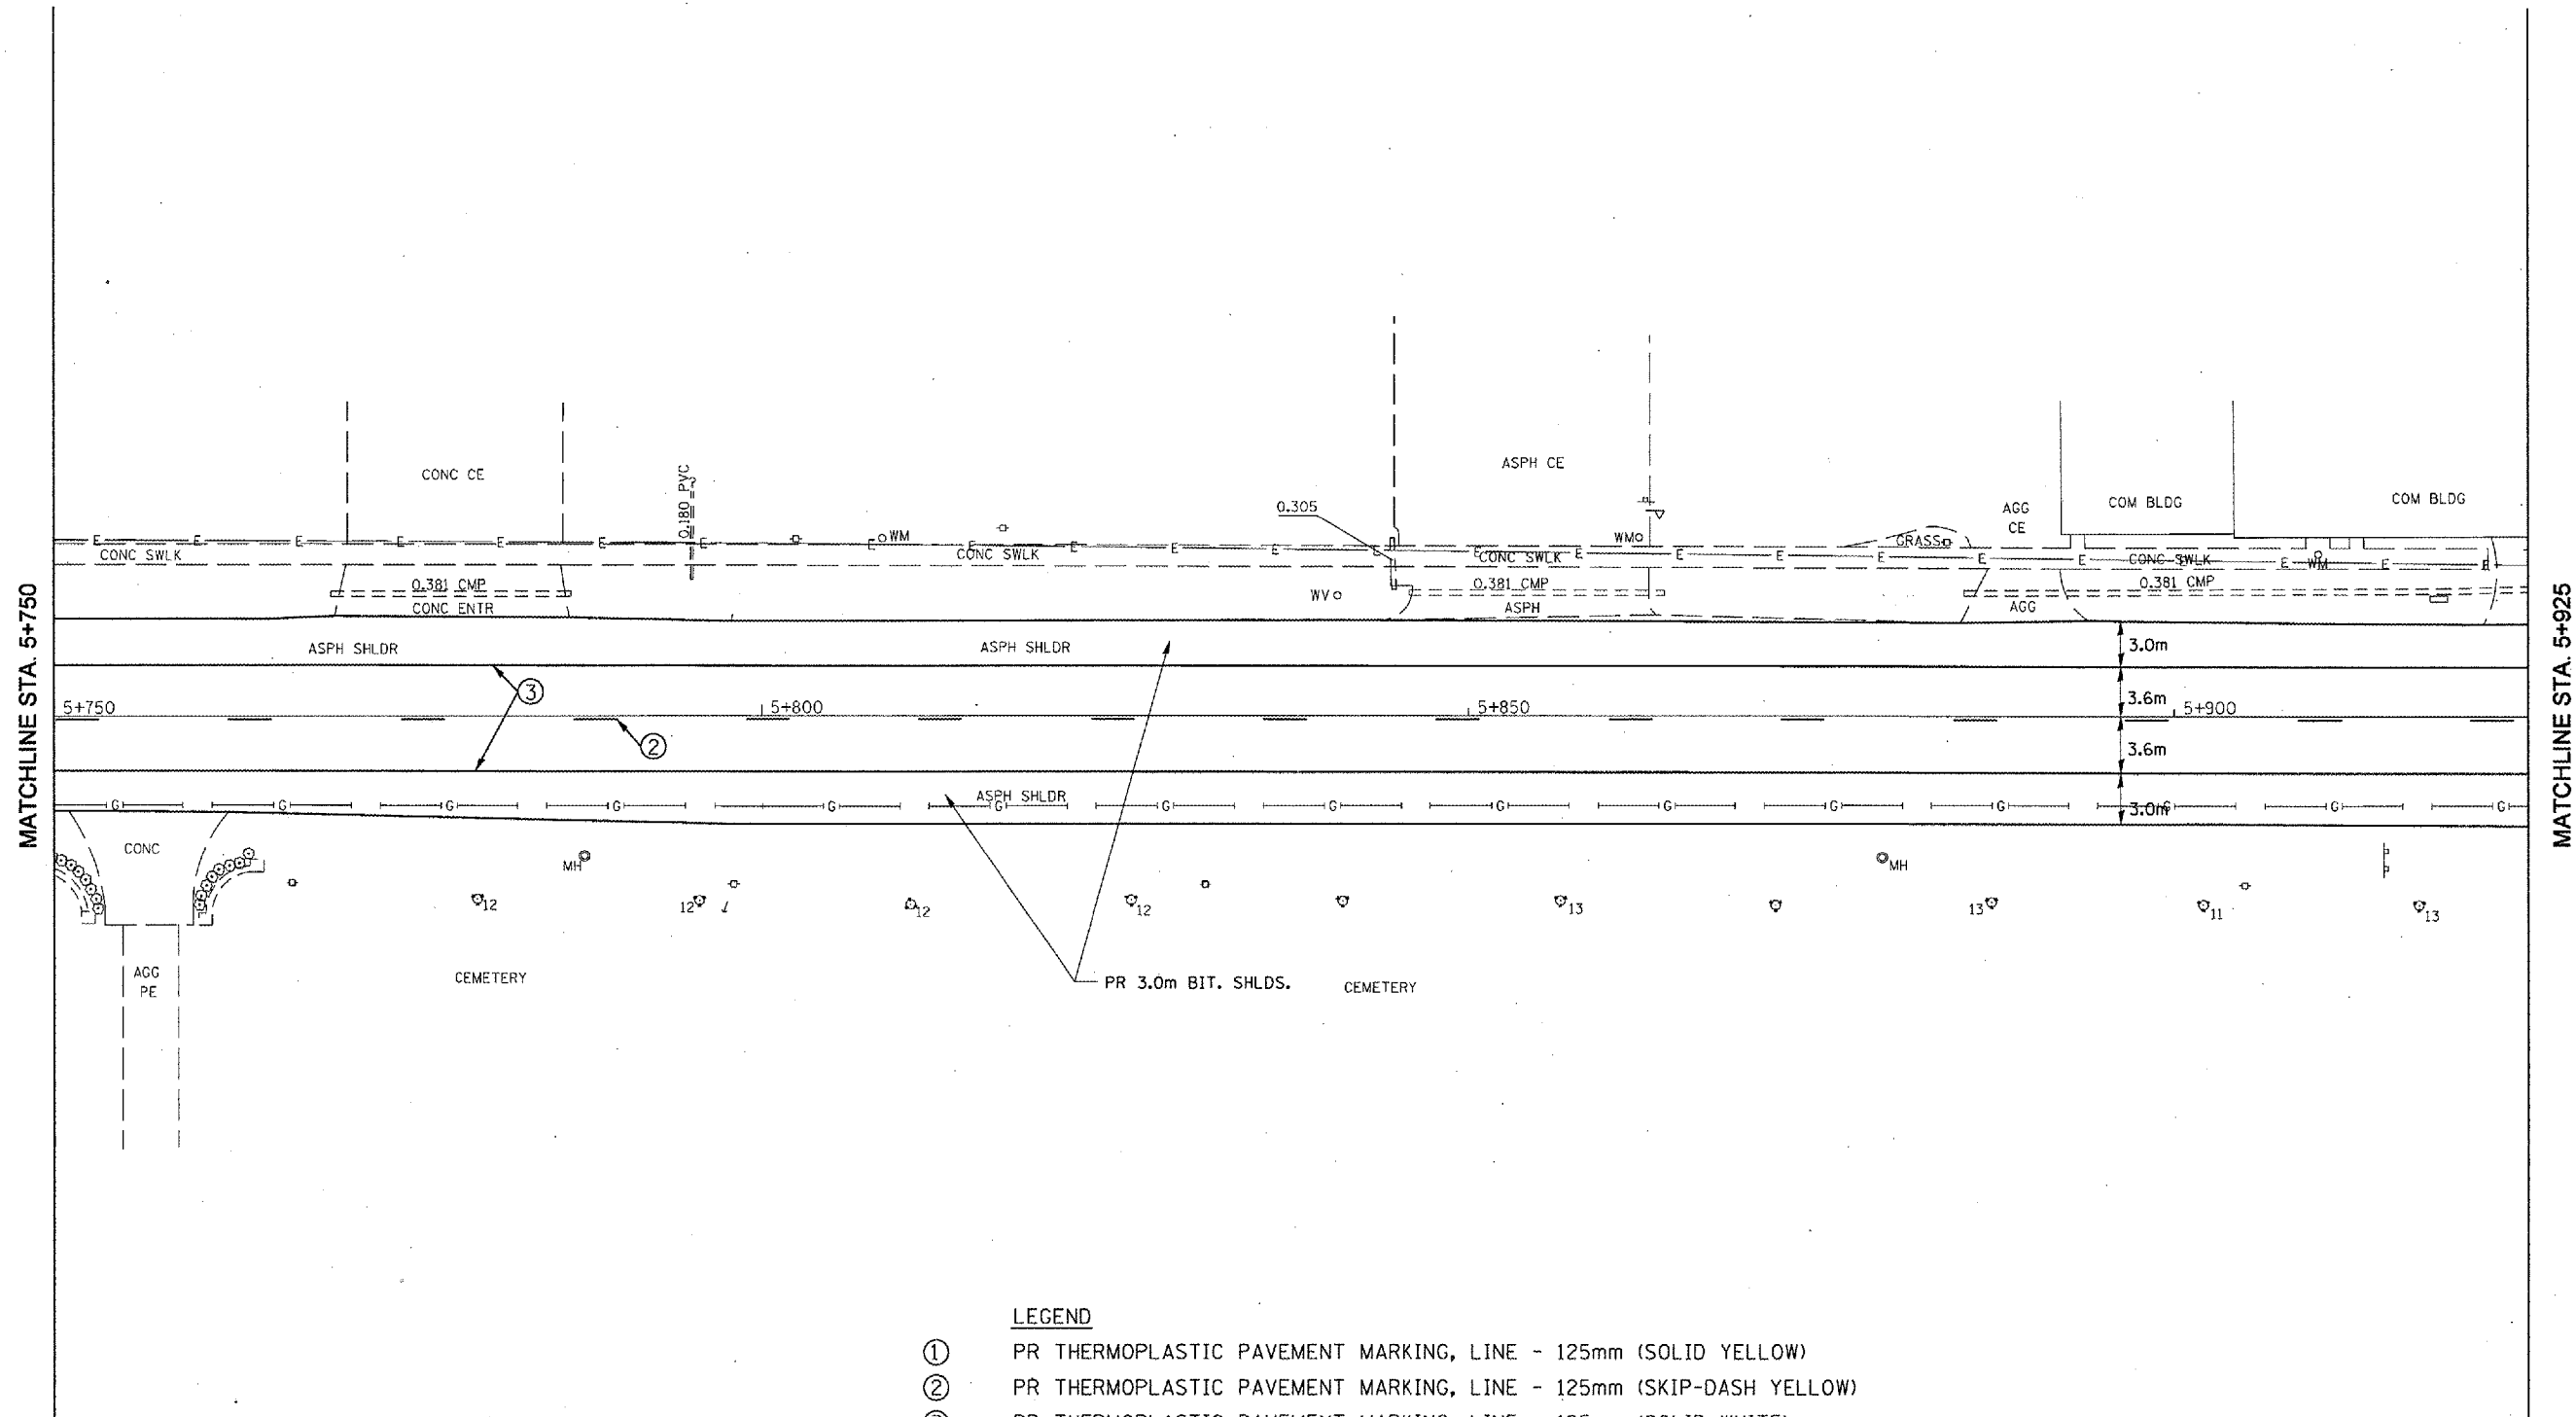 MATCHLINE STA. 5+750
MATCHLINE STA. 5+925
CONC CE
0.180 PVC
ASPH CE
0.305
AGG
CE
COM BLDG
COM BLDG
E E E E E E E E E E E E E E E E E E E E E E E E
CONC SWLK
WM
CONC SWLK
CONC SWLK
WM
GRASS
CONC SWLK
WM
0.381 CMP
CONC ENTR
WV
0.381 CMP
ASPH
0.381 CMP
AGG
ASPH SHLDR
ASPH SHLDR
3.0m
3
5+750
5+800
5+850
3.6m
5+900
2
3.6m
ASPH SHLDR
G G G G G G G G G G G G G G G
3.0m
CONC
MH
MH
12
12
12
12
13
13
11
13
AGG
PE
CEMETERY
PR 3.0m BIT. SHLDS.
CEMETERY
LEGEND
1 PR THERMOPLASTIC PAVEMENT MARKING, LINE - 125mm (SOLID YELLOW)
2 PR THERMOPLASTIC PAVEMENT MARKING, LINE - 125mm (SKIP-DASH YELLOW)